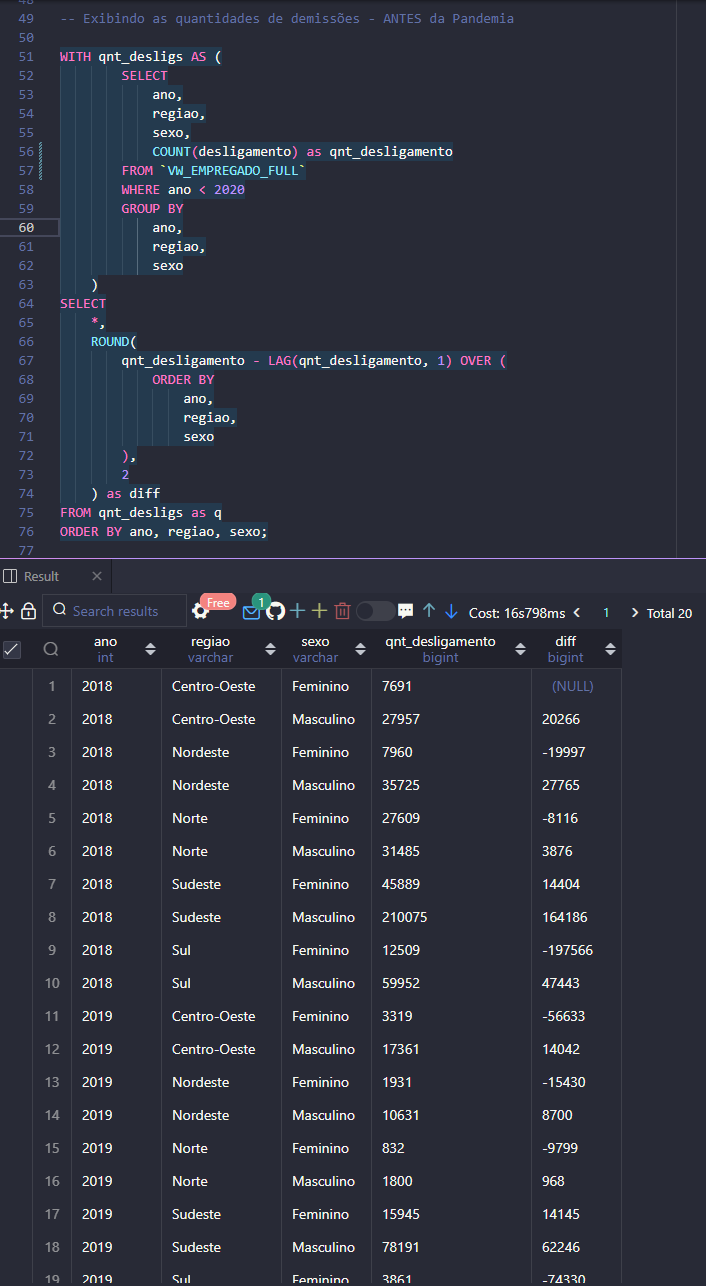 48
49 -- Exibindo as quantidades de demissões - ANTES da Pandemia
50
51 WITH qnt_desligs AS (
52 SELECT
53 ano,
54 regiao,
55 sexo,
56 COUNT(desligamento) as qnt_desligamento
57 FROM `VW_EMPREGADO_FULL`
58 WHERE ano < 2020
59 GROUP BY
60 ano,
61 regiao,
62 sexo
63 )
64 SELECT
65 *,
66 ROUND(
67 qnt_desligamento - LAG(qnt_desligamento, 1) OVER (
68 ORDER BY
69 ano,
70 regiao,
71 sexo
72 ),
73 2
74 ) as diff
75 FROM qnt_desligs as q
76 ORDER BY ano, regiao, sexo;
77
Result
Search results Free 1 Cost: 16s798ms < 1 > Total 20
ano regiao sexo qnt_desligamento diff
int varchar varchar bigint bigint
1 2018 Centro-Oeste Feminino 7691 (NULL)
2 2018 Centro-Oeste Masculino 27957 20266
3 2018 Nordeste Feminino 7960 -19997
4 2018 Nordeste Masculino 35725 27765
5 2018 Norte Feminino 27609 -8116
6 2018 Norte Masculino 31485 3876
7 2018 Sudeste Feminino 45889 14404
8 2018 Sudeste Masculino 210075 164186
9 2018 Sul Feminino 12509 -197566
10 2018 Sul Masculino 59952 47443
11 2019 Centro-Oeste Feminino 3319 -56633
12 2019 Centro-Oeste Masculino 17361 14042
13 2019 Nordeste Feminino 1931 -15430
14 2019 Nordeste Masculino 10631 8700
15 2019 Norte Feminino 832 -9799
16 2019 Norte Masculino 1800 968
17 2019 Sudeste Feminino 15945 14145
18 2019 Sudeste Masculino 78191 62246
19 2019 Sul Feminino 3861 -74330